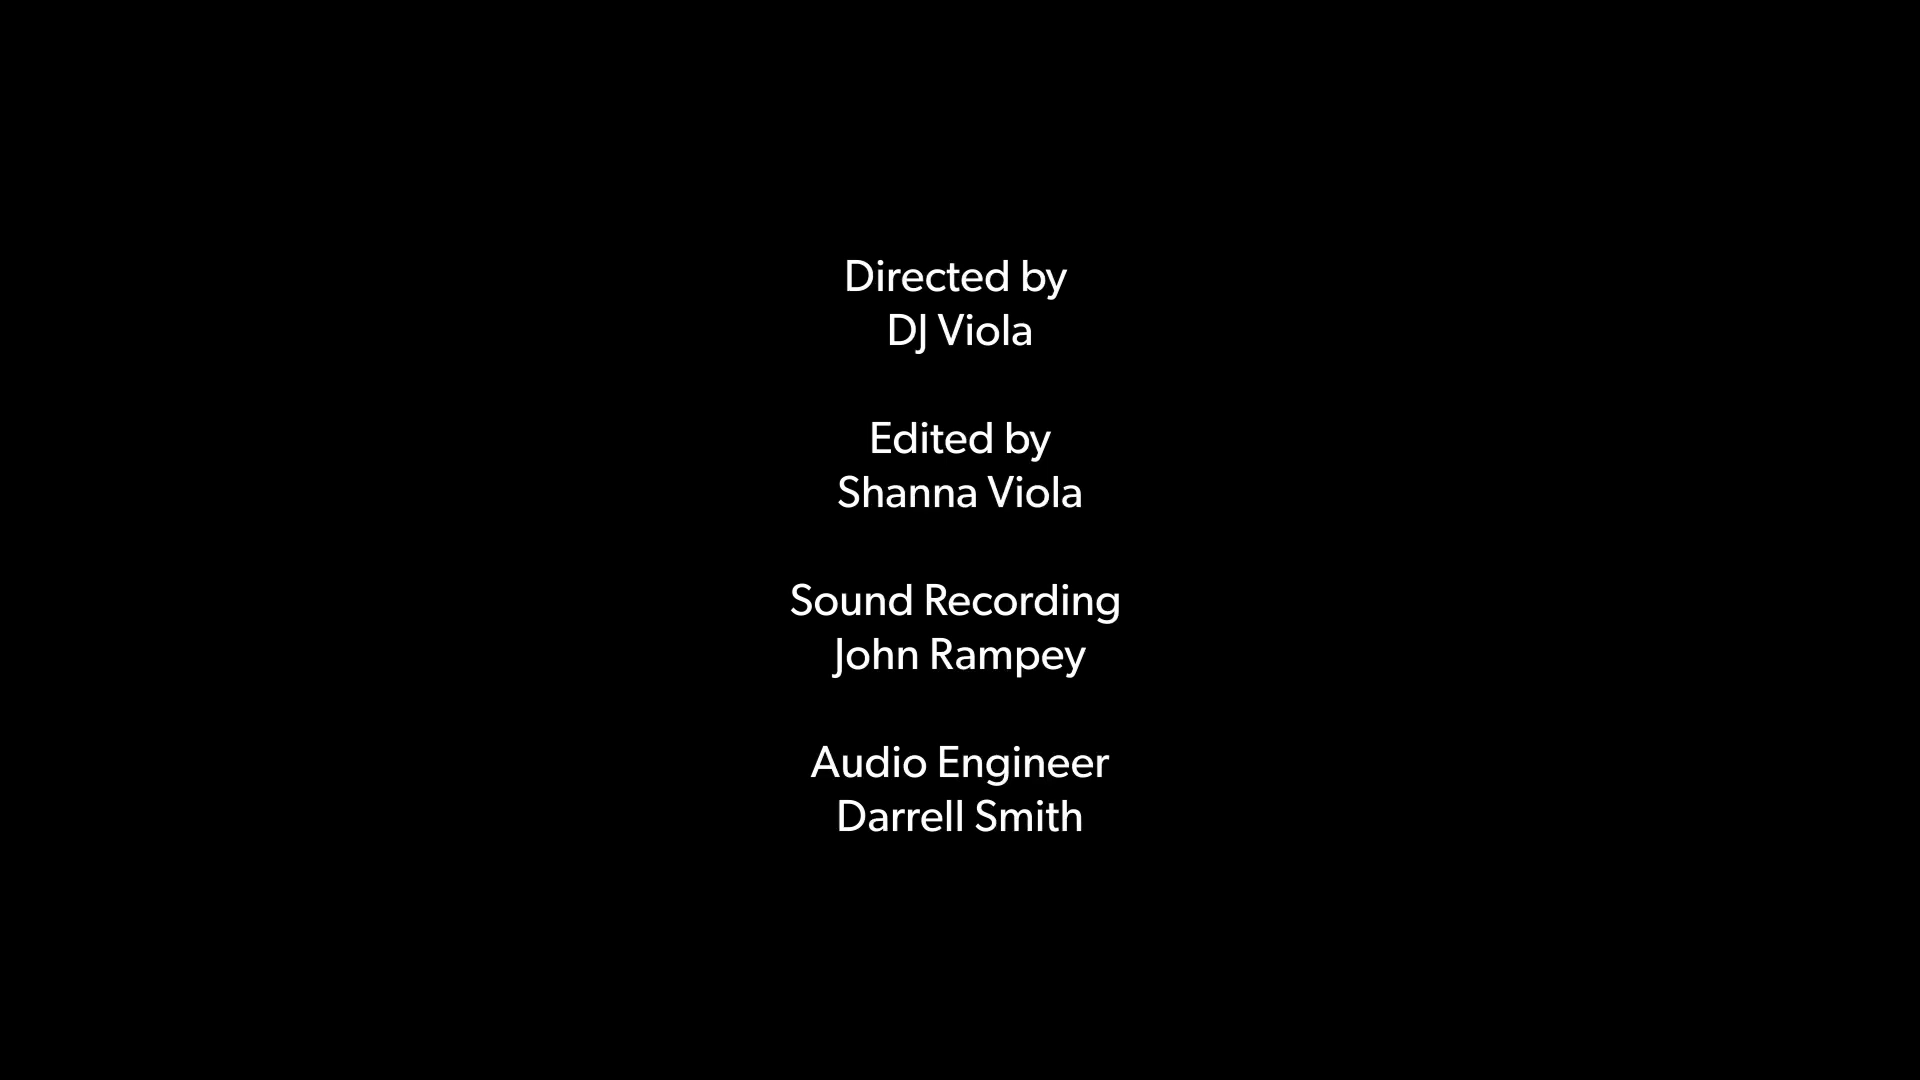 Directed by
DJ Viola
Edited by
Shanna Viola
Sound Recording
John Rampey
Audio Engineer
Darrell Smith